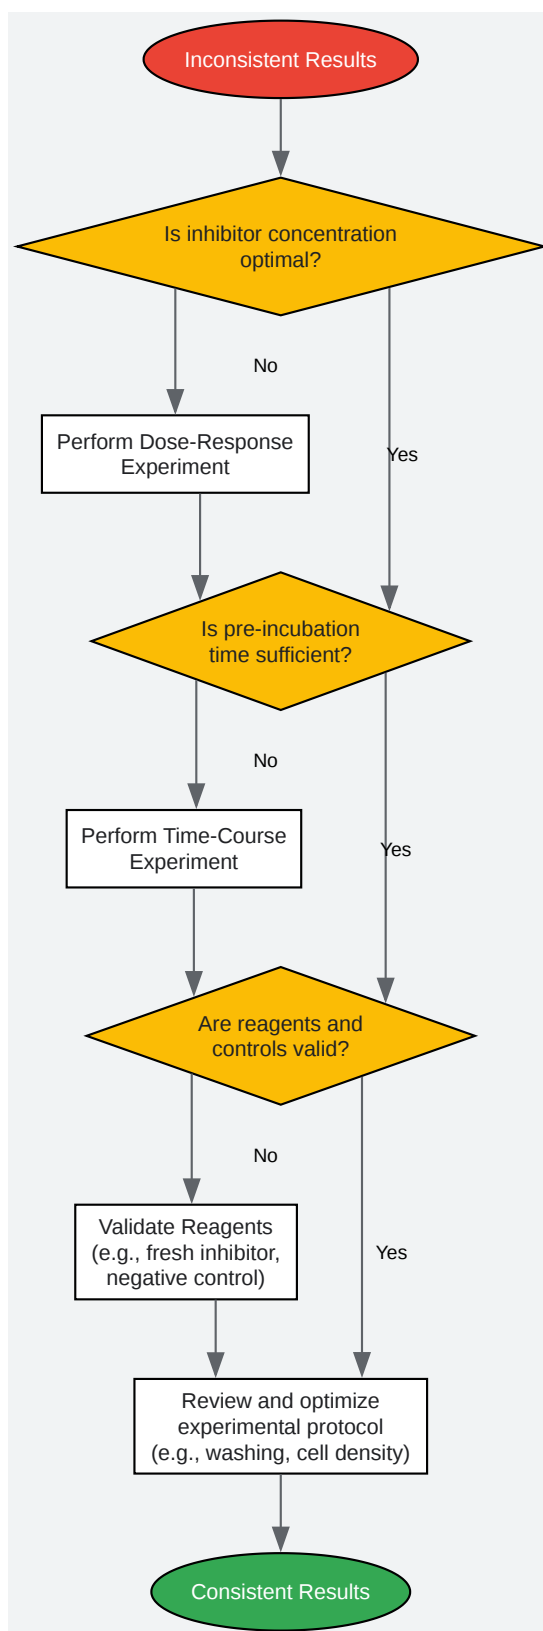 Inconsistent Results
Is inhibitor concentration
optimal?
No
Perform Dose-Response
Experiment
Yes
Is pre-incubation
time sufficient?
No
Perform Time-Course
Experiment
Yes
Are reagents and
controls valid?
No
Validate Reagents
(e.g., fresh inhibitor,
negative control)
Yes
Review and optimize
experimental protocol
(e.g., washing, cell density)
Consistent Results